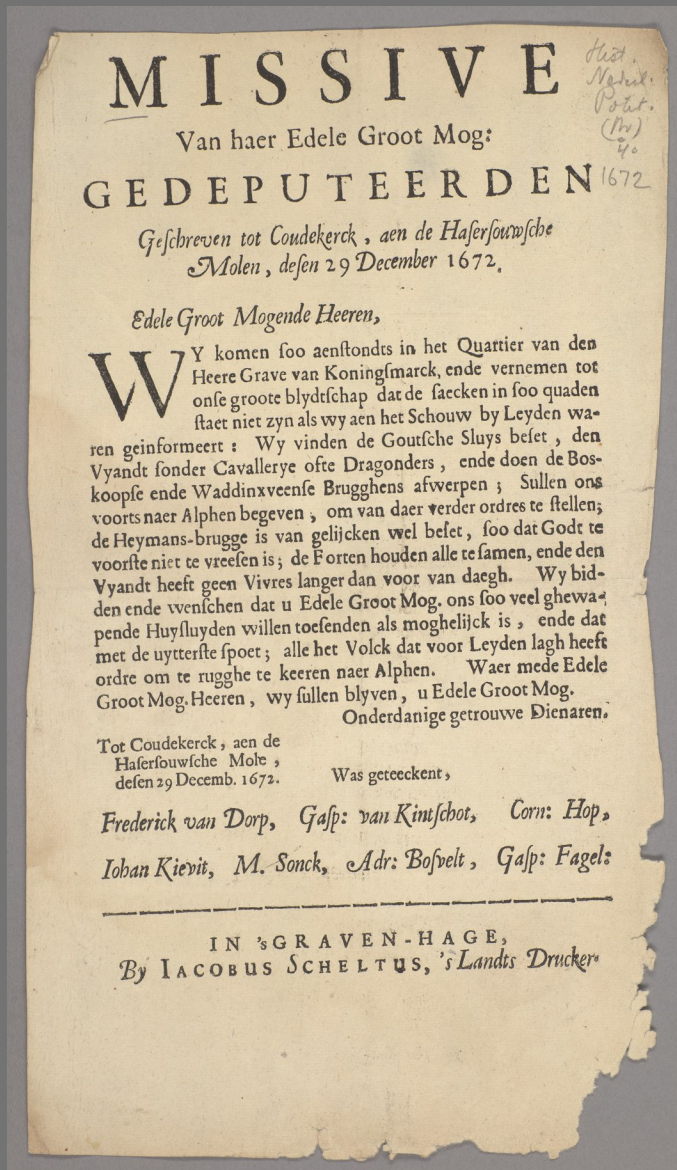 MISSIVE
Van haer Edele Groot Mog:
GEDEPUTEERDEN
Geſchreven tot Coudekerck, aen de Haſerſouwſche
Molen, deſen 29 December 1672.
Hist.
Nederl.
Polit.
(Br)
4o
1672
Edele Groot Mogende Heeren,
WY komen ſoo aenſtondts in het Quartier van den
Heere Grave van Koningſmarck, ende vernemen tot
onſe groote blydtſchap dat de ſaecken in ſoo quaden
ſtaet niet zyn als wy aen het Schouw by Leyden wa-
ren geinformeert : Wy vinden de Goutſche Sluys beſet, den
Vyandt ſonder Cavallerye ofte Dragonders, ende doen de Bos-
koopſe ende Waddinxveenſe Brugghens afwerpen ; Sullen ons
voorts naer Alphen begeven, om van daer verder ordres te ſtellen;
de Heymans-brugge is van gelijcken wel beſet, ſoo dat Godt te
voorſte niet te vreeſen is; de Forten houden alle te ſamen, ende den
Vyandt heeft geen Vivres langer dan voor van daegh. Wy bid-
den ende wenſchen dat u Edele Groot Mog. ons ſoo veel ghewa-
pende Huyſluyden willen toeſenden als moghelijck is, ende dat
met de uytterſte ſpoet; alle het Volck dat voor Leyden lagh heeft
ordre om te rugghe te keeren naer Alphen. Waer mede Edele
Groot Mog. Heeren, wy ſullen blyven, u Edele Groot Mog.
Onderdanige getrouwe Dienaren.
Tot Coudekerck, aen de
Haſerſouwſche Mole,
deſen 29 Decemb. 1672.
Was geteeckent,
Frederick van Dorp, Gaſp: van Kintſchot, Corn: Hop,
Iohan Kievit, M. Sonck, Adr: Boſvelt, Gaſp: Fagel:
IN 'sGRAVEN-HAGE,
By IACOBUS SCHELTUS, 's Landts Drucker.